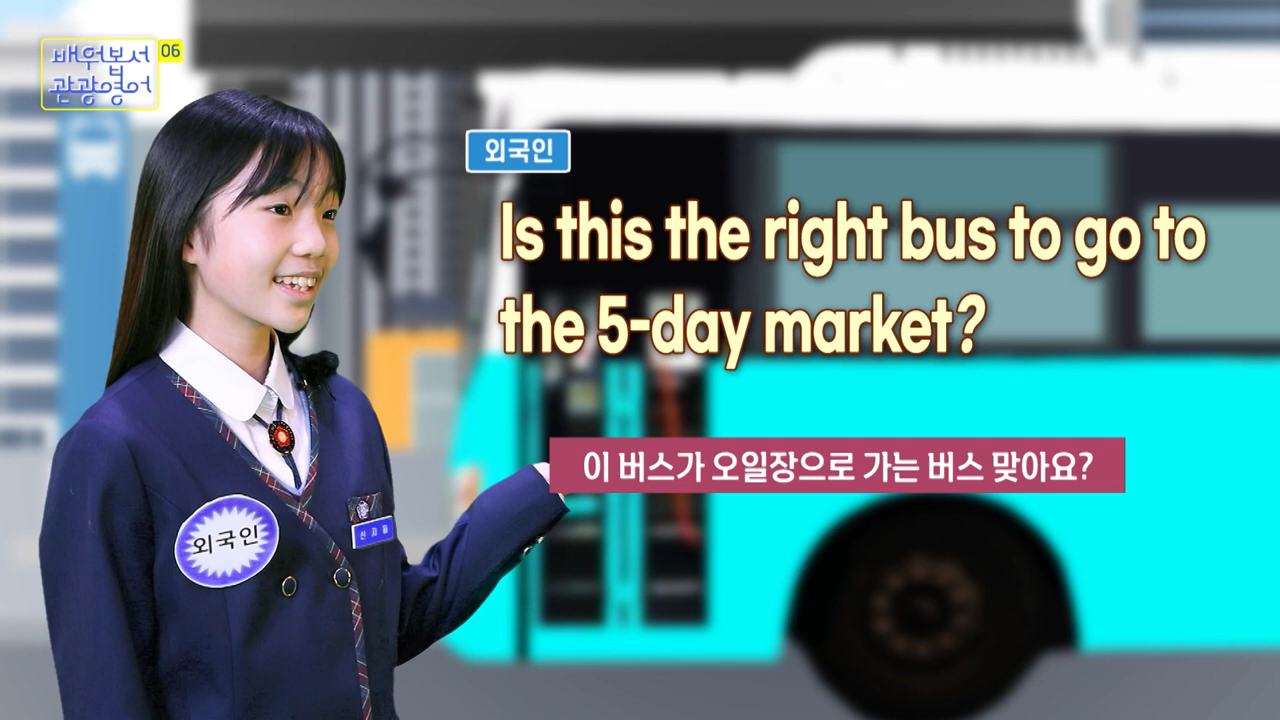 배워봅서 06
관광영어
외국인
Is this the right bus to go to
the 5-day market?
이 버스가 오일장으로 가는 버스 맞아요?
외국인